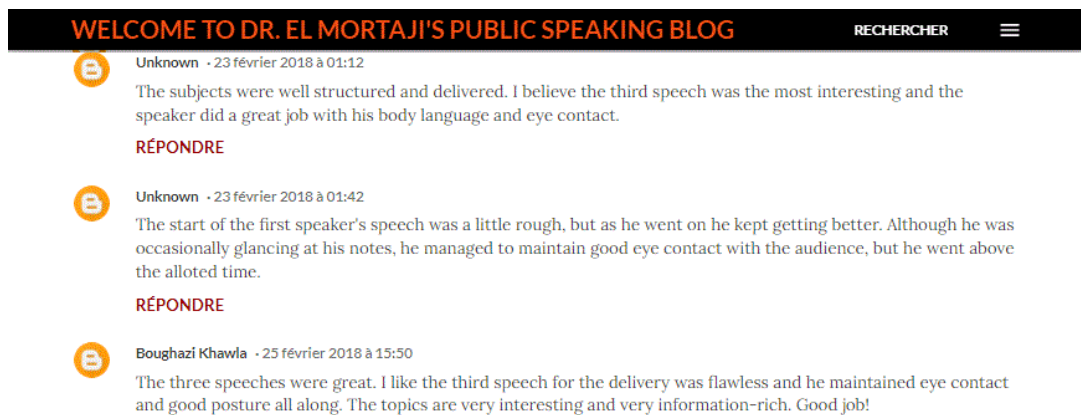 WELCOME TO DR. EL MORTAJI'S PUBLIC SPEAKING BLOG RECHERCHER
Unknown · 23 février 2018 à 01:12
The subjects were well structured and delivered. I believe the third speech was the most interesting and the
speaker did a great job with his body language and eye contact.
RÉPONDRE
Unknown · 23 février 2018 à 01:42
The start of the first speaker's speech was a little rough, but as he went on he kept getting better. Although he was
occasionally glancing at his notes, he managed to maintain good eye contact with the audience, but he went above
the alloted time.
RÉPONDRE
Boughazi Khawla · 25 février 2018 à 15:50
The three speeches were great. I like the third speech for the delivery was flawless and he maintained eye contact
and good posture all along. The topics are very interesting and very information-rich. Good job!